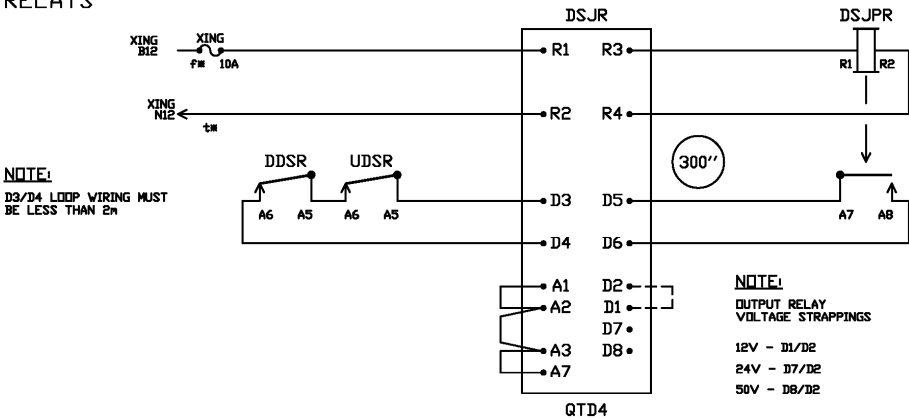 RELAYS
DSJR
DSJPR
XING
B12
XING
f* 10A
R1 R3
R1 R2
XING
N12
t*
R2 R4
NOTE:
D3/D4 LOOP WIRING MUST
BE LESS THAN 2m
DDSR UDSR
A6 A5 A6 A5
300''
D3 D5
A7 A8
D4 D6
A1 D2
A2 D1
D7
A3 D8
A7
QTD4
NOTE:
OUTPUT RELAY
VOLTAGE STRAPPINGS
12V - D1/D2
24V - D7/D2
50V - D8/D2